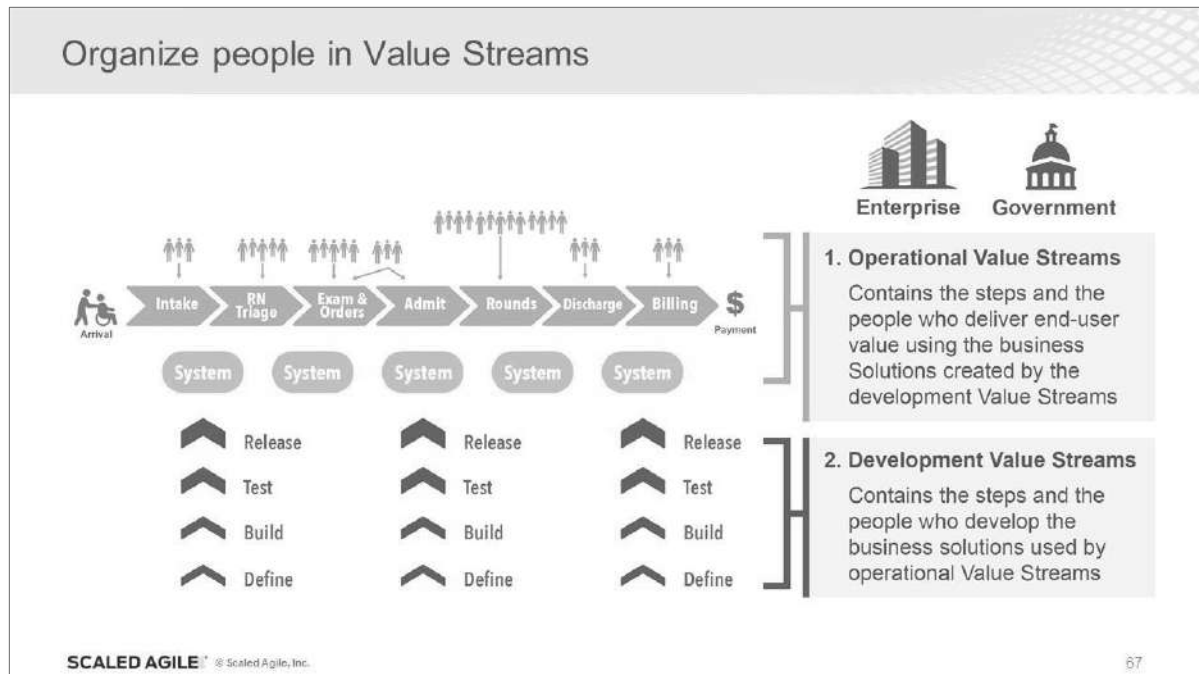 Organize people in Value Streams
Enterprise
Government
Intake
RN
Triage
Exam &
Orders
Admit
Rounds
Discharge
Billing
$
Arrival
Payment
System
System
System
System
System
Release
Release
Release
Test
Test
Test
Build
Build
Build
Define
Define
Define
1. Operational Value Streams
Contains the steps and the
people who deliver end-user
value using the business
Solutions created by the
development Value Streams
2. Development Value Streams
Contains the steps and the
people who develop the
business solutions used by
operational Value Streams
SCALED AGILE® © Scaled Agile, Inc.
67